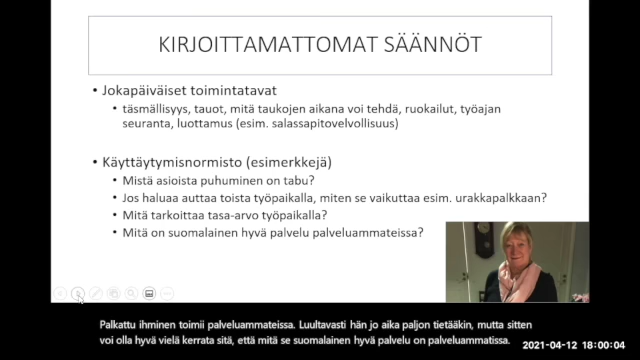 KIRJOITTAMATTOMAT SÄÄNNÖT
• Jokapäiväiset toimintatavat
• täsmällisyys, tauot, mitä taukojen aikana voi tehdä, ruokailut, työajan
seuranta, luottamus (esim. salassapitovelvollisuus)
• Käyttäytymisnormisto (esimerkkejä)
• Mistä asioista puhuminen on tabu?
• Jos haluaa auttaa toista työpaikalla, miten se vaikuttaa esim. urakkapalkkaan?
• Mitä tarkoittaa tasa-arvo työpaikalla?
• Mitä on suomalainen hyvä palvelu palveluammateissa?
Palkattu ihminen toimii palveluammateissa. Luultavasti hän jo aika paljon tietääkin, mutta sitten
voi olla hyvä vielä kerrata sitä, että mitä se suomalainen hyvä palvelu on palveluammatissa.
2021-04-12 18:00:04